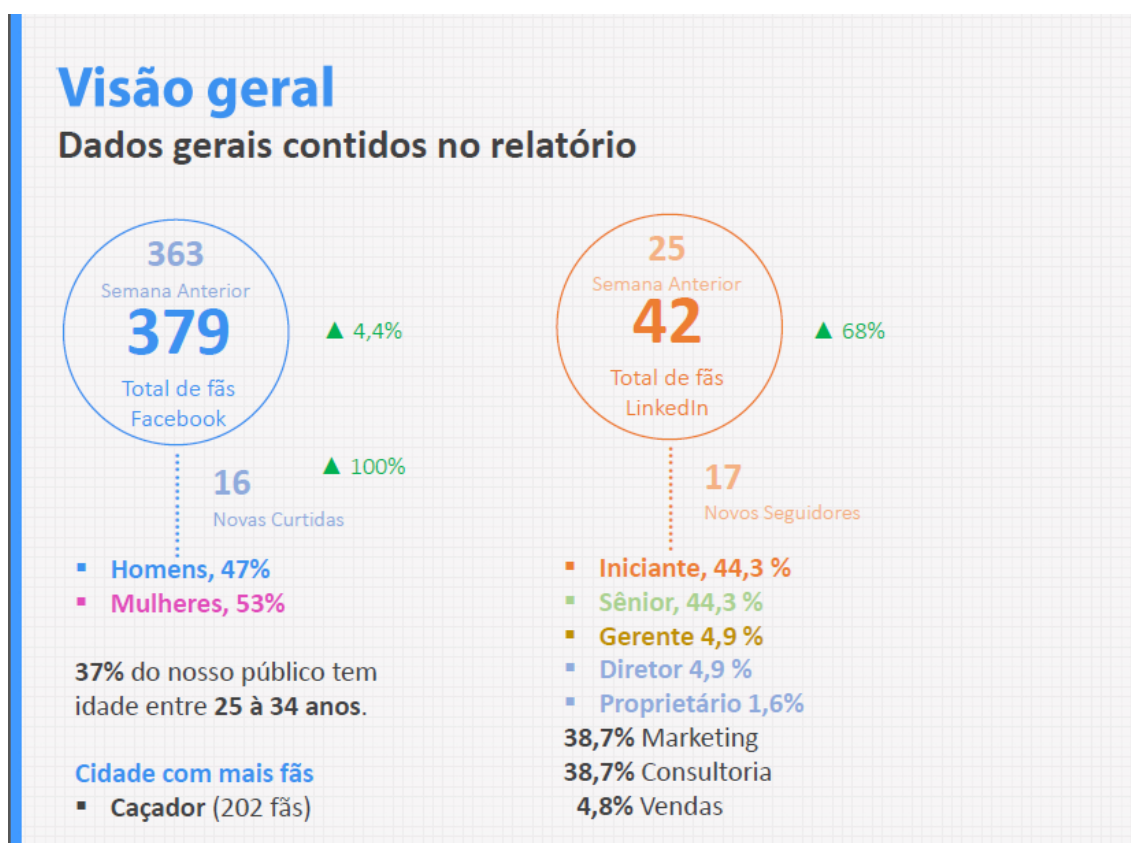 Visão geral
Dados gerais contidos no relatório
363
Semana Anterior
379
Total de fãs
Facebook
▲ 4,4%
16
Novas Curtidas
▲ 100%
▪ Homens, 47%
▪ Mulheres, 53%
37% do nosso público tem
idade entre 25 à 34 anos.
Cidade com mais fãs
▪ Caçador (202 fãs)
25
Semana Anterior
42
Total de fãs
LinkedIn
▲ 68%
17
Novos Seguidores
▪ Iniciante, 44,3 %
▪ Sênior, 44,3 %
▪ Gerente 4,9 %
▪ Diretor 4,9 %
▪ Proprietário 1,6%
38,7% Marketing
38,7% Consultoria
4,8% Vendas